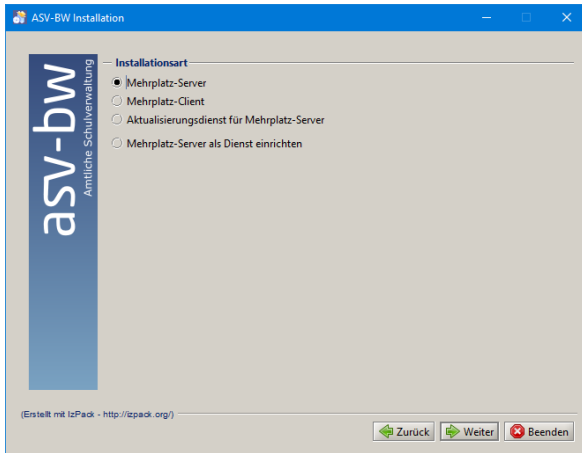 ASV-BW Installation
asv-bw
Amtliche Schulverwaltung
Installationsart
Mehrplatz-Server
Mehrplatz-Client
Aktualisierungsdienst für Mehrplatz-Server
Mehrplatz-Server als Dienst einrichten
(Erstellt mit IzPack - http://izpack.org/)
Zurück Weiter Beenden